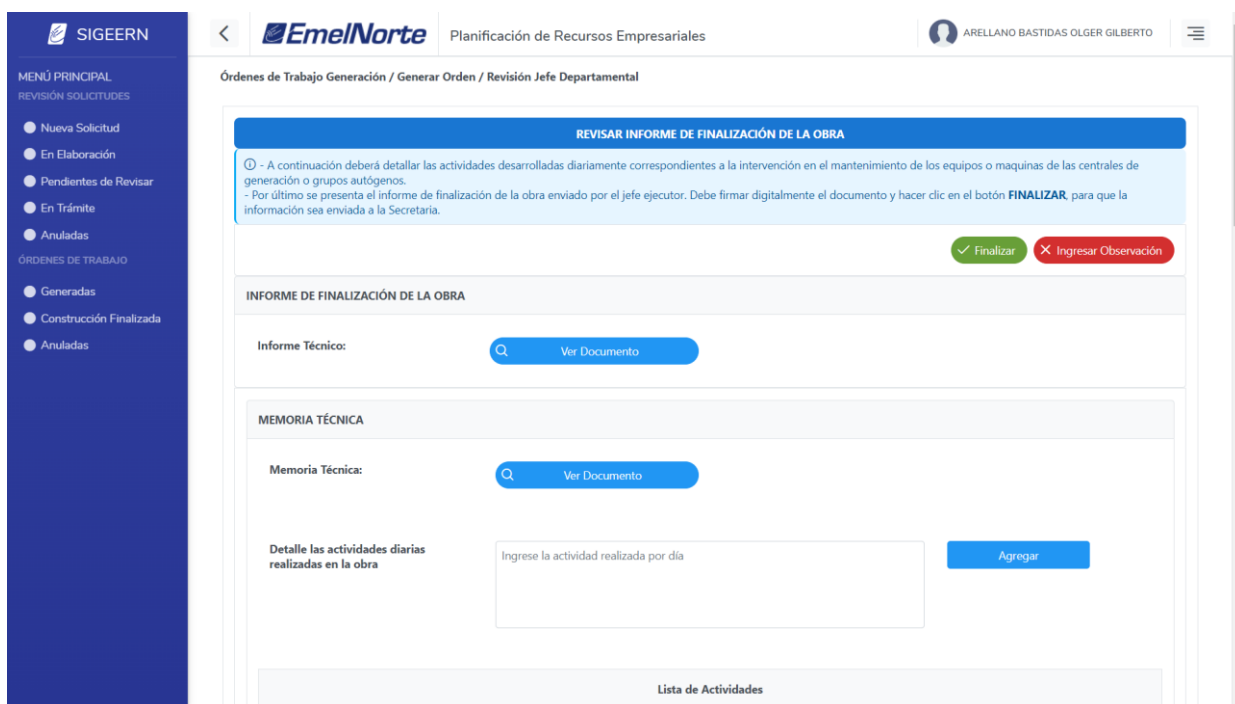 SIGEERN
EmelNorte
Planificación de Recursos Empresariales
ARELLANO BASTIDAS OLGER GILBERTO
MENÚ PRINCIPAL
REVISIÓN SOLICITUDES
Nueva Solicitud
En Elaboración
Pendientes de Revisar
En Trámite
Anuladas
ÓRDENES DE TRABAJO
Generadas
Construcción Finalizada
Anuladas
Órdenes de Trabajo Generación / Generar Orden / Revisión Jefe Departamental
REVISAR INFORME DE FINALIZACIÓN DE LA OBRA
- A continuación deberá detallar las actividades desarrolladas diariamente correspondientes a la intervención en el mantenimiento de los equipos o maquinas de las centrales de
generación o grupos autógenos.
- Por último se presenta el informe de finalización de la obra enviado por el jefe ejecutor. Debe firmar digitalmente el documento y hacer clic en el botón FINALIZAR, para que la
información sea enviada a la Secretaria.
Finalizar
Ingresar Observación
INFORME DE FINALIZACIÓN DE LA OBRA
Informe Técnico:
Ver Documento
MEMORIA TÉCNICA
Memoria Técnica:
Ver Documento
Detalle las actividades diarias
realizadas en la obra
Ingrese la actividad realizada por día
Agregar
Lista de Actividades